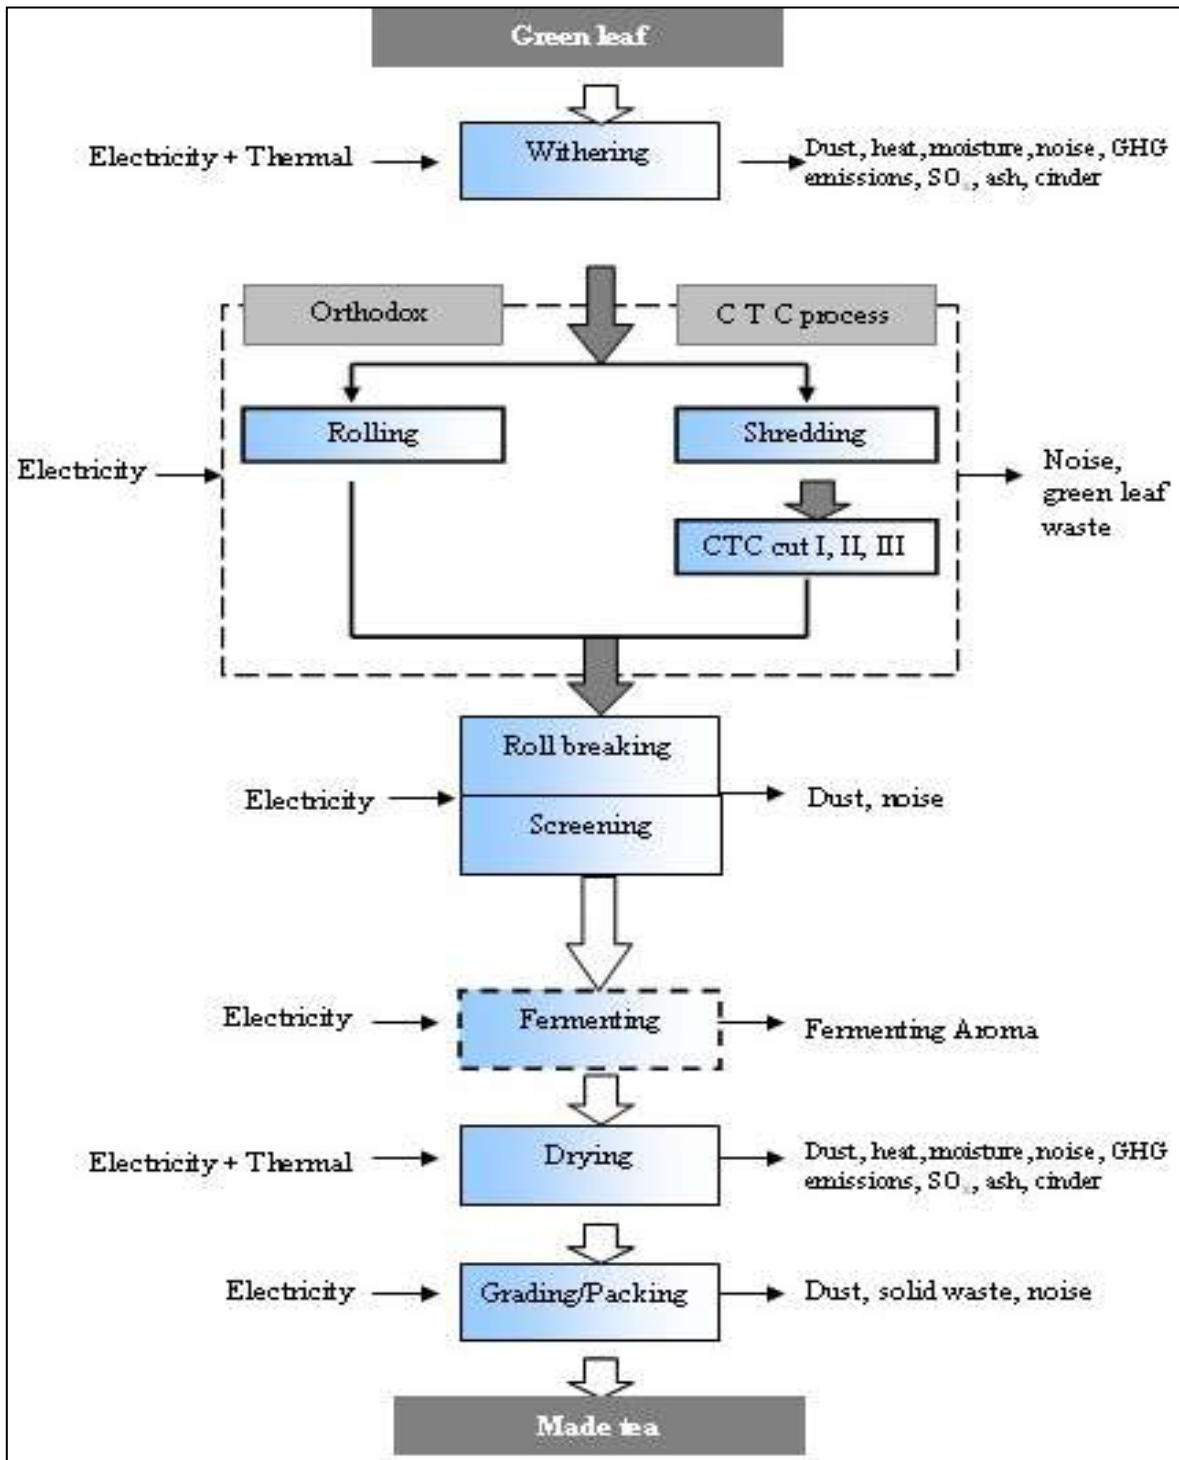 Green leaf
Electricity + Thermal
Withering
Dust, heat, moisture, noise, GHG
emissions, SOx, ash, cinder
Orthodox
C T C process
Rolling
Shredding
Electricity
Noise,
green leaf
waste
CTC cut I, II, III
Roll breaking
Electricity
Dust, noise
Screening
Electricity
Fermenting
Fermenting Aroma
Electricity + Thermal
Drying
Dust, heat, moisture, noise, GHG
emissions, SOx, ash, cinder
Electricity
Grading/Packing
Dust, solid waste, noise
Made tea